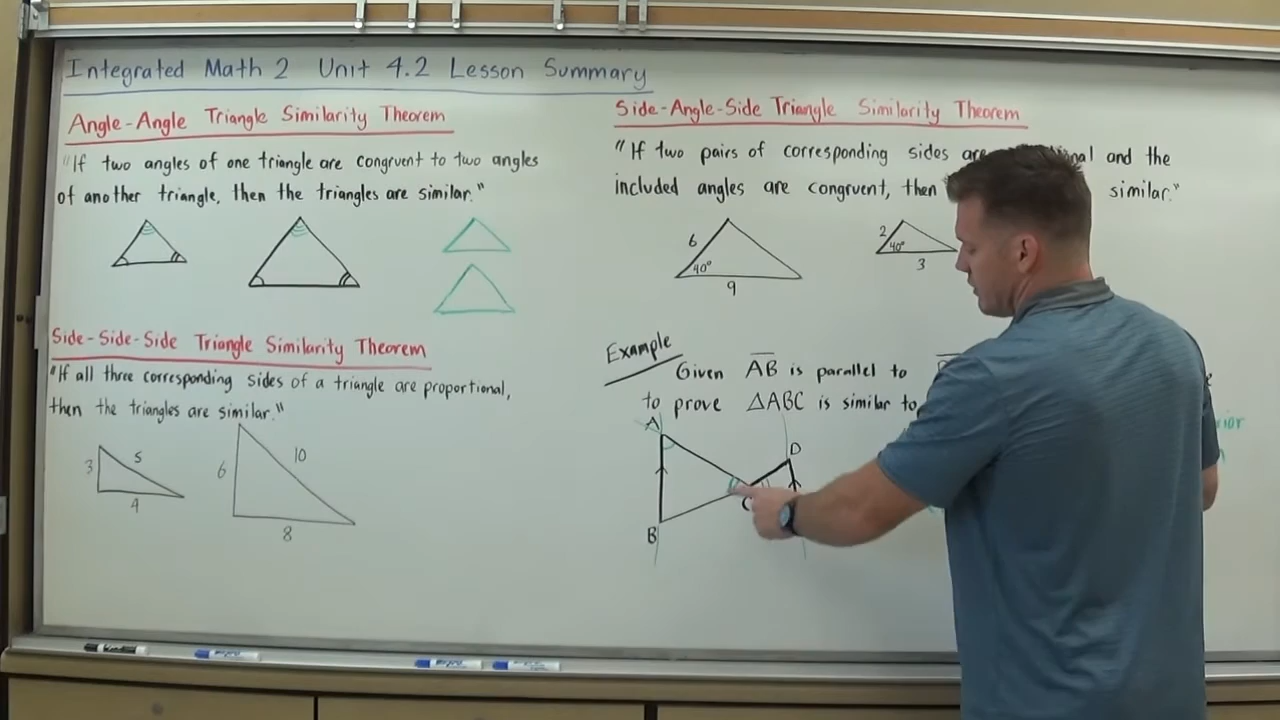 Integrated Math 2 Unit 4.2 Lesson Summary
Angle-Angle Triangle Similarity Theorem
"If two angles of one triangle are congruent to two angles
of another triangle, then the triangles are similar."
Side-Side-Side Triangle Similarity Theorem
"If all three corresponding sides of a triangle are proportional,
then the triangles are similar."
3
5
4
6
10
8
Side-Angle-Side Triangle Similarity Theorem
"If two pairs of corresponding sides are and the
included angles are congruent, then similar."
6
40°
9
2
40°
3
Example
Given AB is parallel to
to prove △ABC is similar to
A
B
C
D